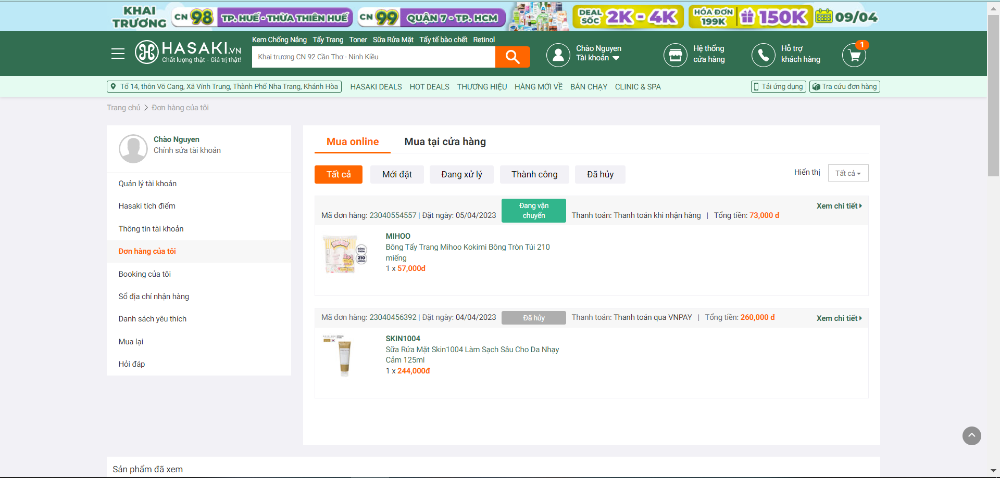 KHAI TRƯƠNG
CN 98 TP. HUẾ - THỪA THIÊN HUẾ
CN 99 QUẬN 7 - TP. HCM
DEAL SỐC 2K - 4K
HÓA ĐƠN 199K 150K
09/04
HASAKI.VN
Chất lượng thật - Giá trị thật!
Kem Chống Nắng Tẩy Trang Toner Sữa Rửa Mặt Tẩy tế bào chết Retinol
Khai trương CN 92 Cần Thơ - Ninh Kiều
Chào Nguyen
Tài khoản
Hệ thống
cửa hàng
Hỗ trợ
khách hàng
1
Tổ 14, thôn Võ Cang, Xã Vĩnh Trung, Thành Phố Nha Trang, Khánh Hòa
HASAKI DEALS HOT DEALS THƯƠNG HIỆU HÀNG MỚI VỀ BÁN CHẠY CLINIC & SPA
Tải ứng dụng
Tra cứu đơn hàng
Trang chủ > Đơn hàng của tôi
Chào Nguyen
Chỉnh sửa tài khoản
Quản lý tài khoản
Hasaki tích điểm
Thông tin tài khoản
Đơn hàng của tôi
Booking của tôi
Sổ địa chỉ nhận hàng
Danh sách yêu thích
Mua lại
Hỏi đáp
Mua online Mua tại cửa hàng
Tất cả Mới đặt Đang xử lý Thành công Đã hủy
Hiển thị Tất cả
Mã đơn hàng: 23040554557 | Đặt ngày: 05/04/2023
Đang vận
chuyển
Thanh toán: Thanh toán khi nhận hàng | Tổng tiền: 73,000 đ
Xem chi tiết
BÔNG TRÒN
210 MIẾNG
MIHOO
Bông Tẩy Trang Mihoo Kokimi Bông Tròn Túi 210
miếng
1 x 57,000đ
Mã đơn hàng: 23040456392 | Đặt ngày: 04/04/2023
Đã hủy
Thanh toán: Thanh toán qua VNPAY | Tổng tiền: 260,000 đ
Xem chi tiết
SKIN1004
Sữa Rửa Mặt Skin1004 Làm Sạch Sâu Cho Da Nhạy
Cảm 125ml
1 x 244,000đ
Sản phẩm đã xem